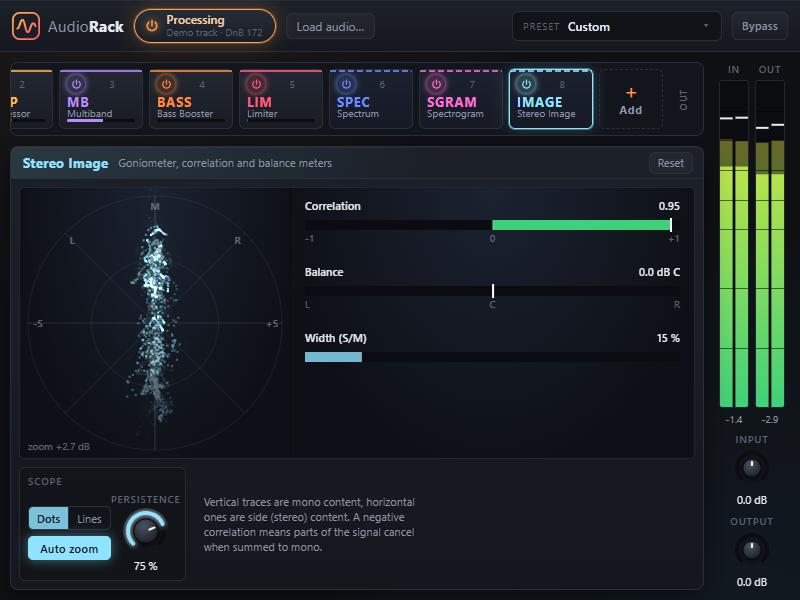 AudioRack
Processing
Demo track · DnB 172
Load audio...
PRESET Custom
Bypass
2
P
ssor
3
MB
Multiband
4
BASS
Bass Booster
5
LIM
Limiter
6
SPEC
Spectrum
7
SGRAM
Spectrogram
8
IMAGE
Stereo Image
+
Add
OUT
IN OUT
Stereo Image Goniometer, correlation and balance meters
Reset
M
L
R
-S
+S
zoom +2.7 dB
Correlation 0.95
-1 0 +1
Balance 0.0 dB C
L C R
Width (S/M) 15 %
-1.4 -2.9
INPUT
0.0 dB
OUTPUT
0.0 dB
SCOPE
Dots Lines
Auto zoom
PERSISTENCE
75 %
Vertical traces are mono content, horizontal
ones are side (stereo) content. A negative
correlation means parts of the signal cancel
when summed to mono.